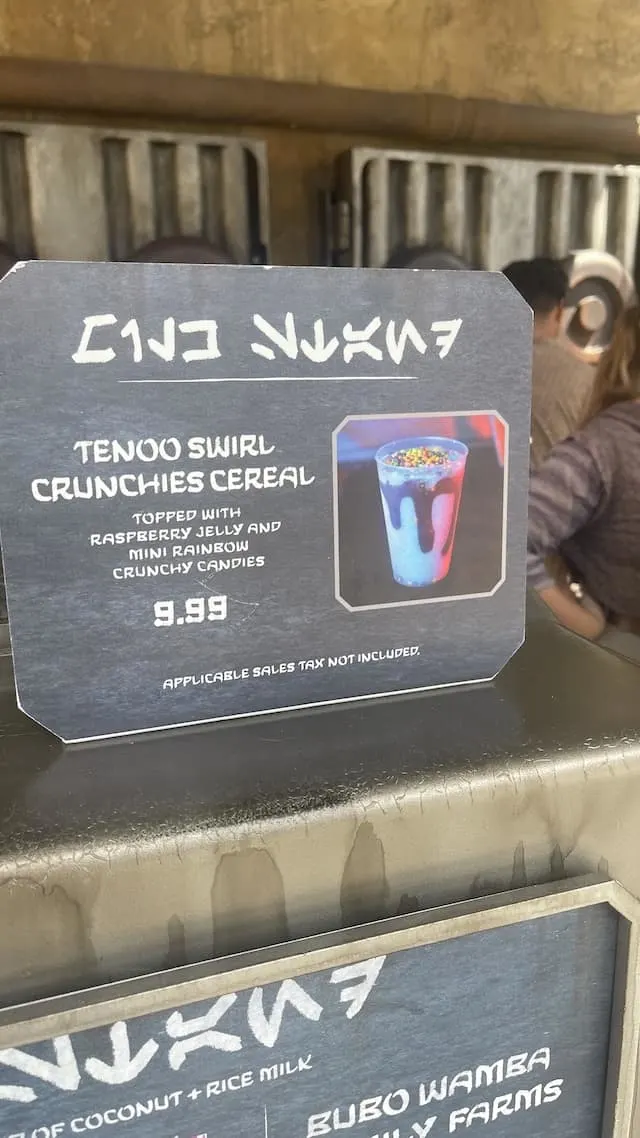 TENOO SWIRL
CRUNCHIES CEREAL
TOPPED WITH
RASPBERRY JELLY AND
MINI RAINBOW
CRUNCHY CANDIES
9.99
APPLICABLE SALES TAX NOT INCLUDED.
OF COCONUT + RICE MILK
BUBO WAMBA
FARMS